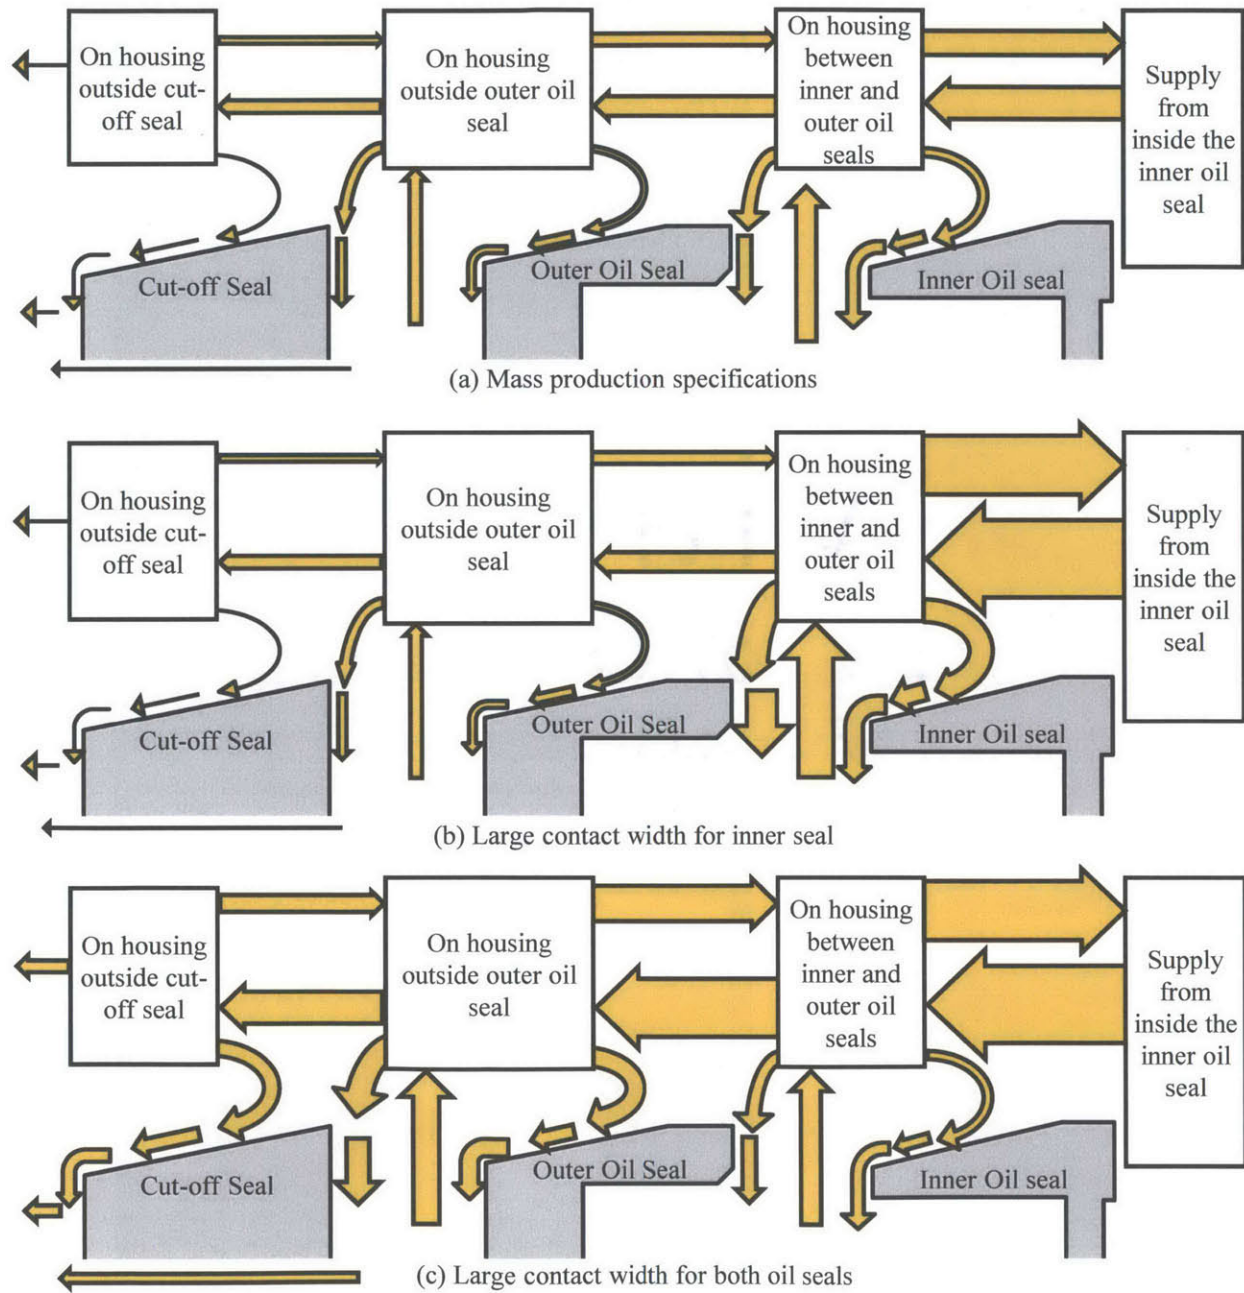 On housing
outside cut-
off seal
On housing
outside outer oil
seal
On housing
between
inner and
outer oil
seals
Supply
from
inside the
inner oil
seal
Cut-off Seal
Outer Oil Seal
Inner Oil seal
(a) Mass production specifications
On housing
outside cut-
off seal
On housing
outside outer oil
seal
On housing
between
inner and
outer oil
seals
Supply
from
inside the
inner oil
seal
Cut-off Seal
Outer Oil Seal
Inner Oil seal
(b) Large contact width for inner seal
On housing
outside cut-
off seal
On housing
outside outer oil
seal
On housing
between
inner and
outer oil
seals
Supply
from
inside the
inner oil
seal
Cut-off Seal
Outer Oil Seal
Inner Oil seal
(c) Large contact width for both oil seals